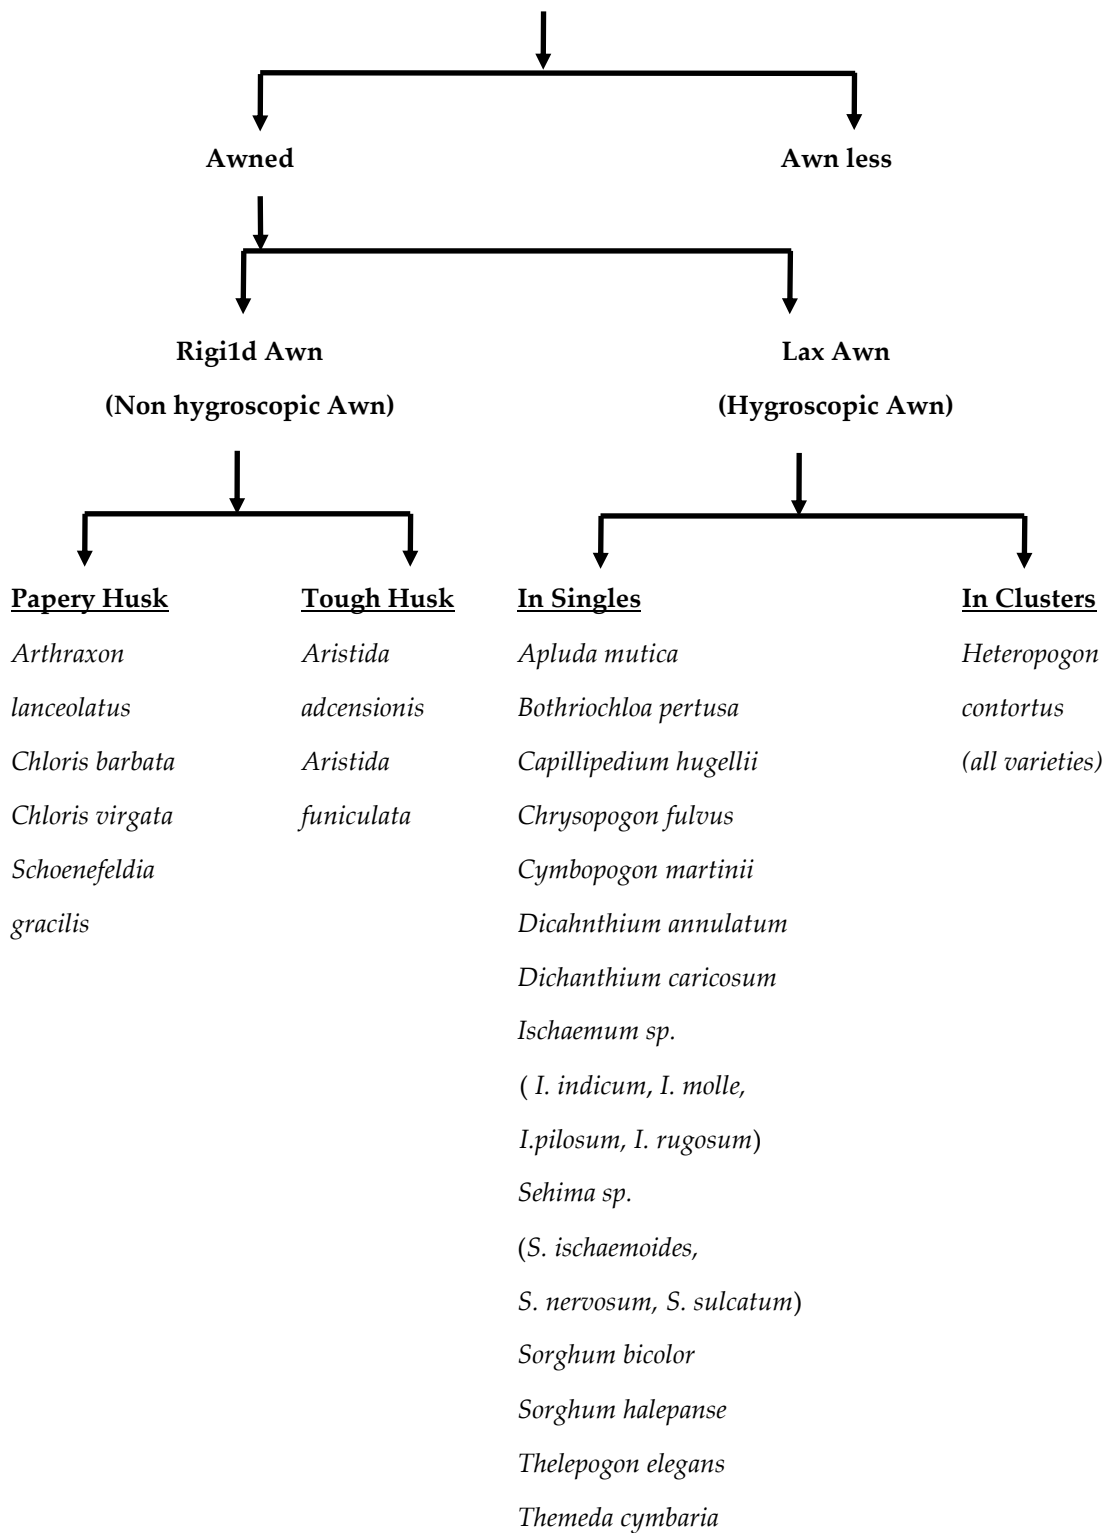 Awned
Awn less
Rigi1d Awn
(Non hygroscopic Awn)
Lax Awn
(Hygroscopic Awn)
Papery Husk
Arthraxon
lanceolatus
Chloris barbata
Chloris virgata
Schoenefeldia
gracilis
Tough Husk
Aristida
adcensionis
Aristida
funiculata
In Singles
Apluda mutica
Bothriochloa pertusa
Capillipedium hugellii
Chrysopogon fulvus
Cymbopogon martinii
Dicahnthium annulatum
Dichanthium caricosum
Ischaemum sp.
( I. indicum, I. molle,
I.pilosum, I. rugosum)
Sehima sp.
(S. ischaemoides,
S. nervosum, S. sulcatum)
Sorghum bicolor
Sorghum halepanse
Thelepogon elegans
Themeda cymbaria
In Clusters
Heteropogon
contortus
(all varieties)